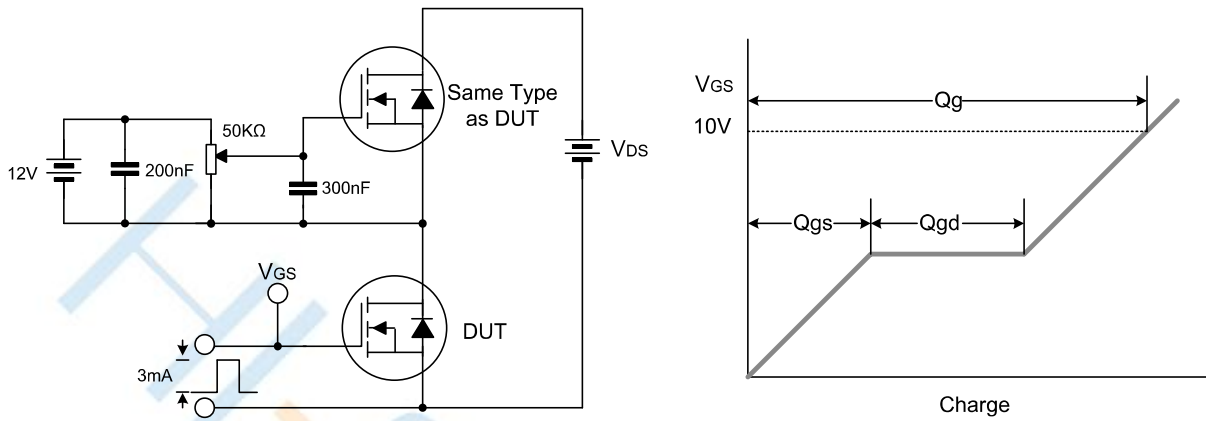 12V
200nF
50KΩ
300nF
Same Type
as DUT
VDS
VGS
DUT
3mA
VGS
10V
Qg
Qgs
Qgd
Charge